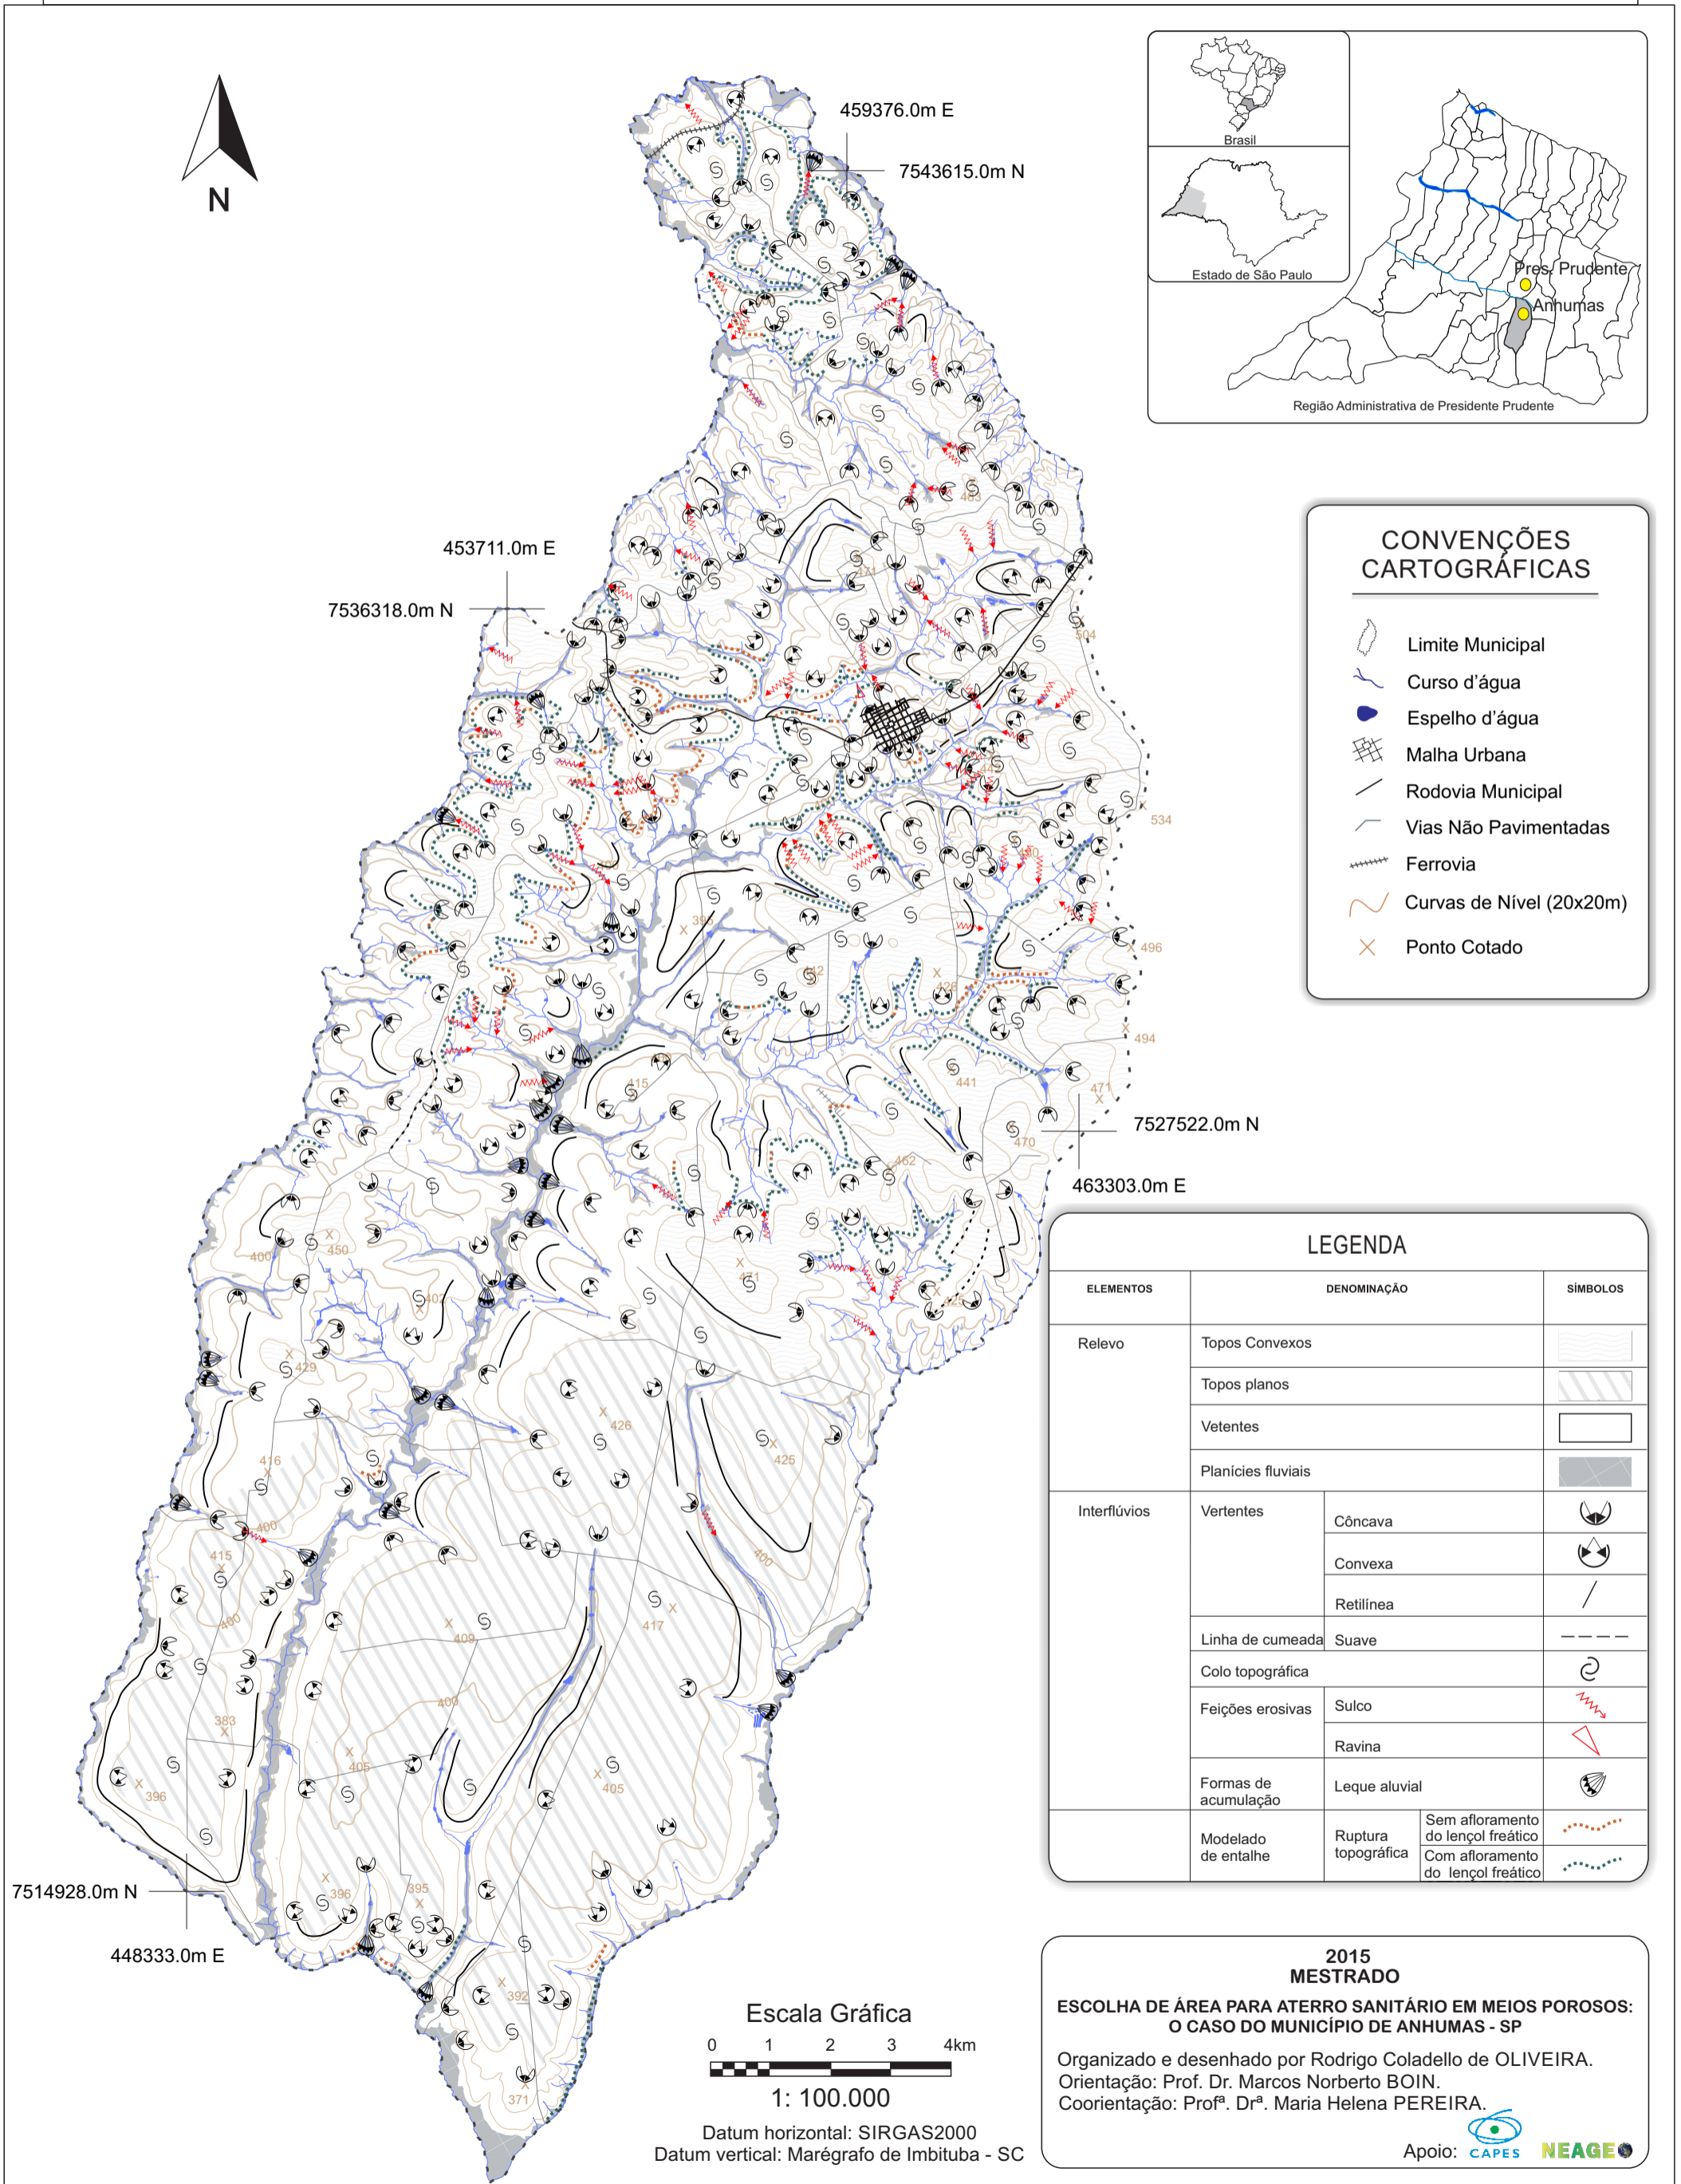 459376.0m E
7543615.0m N
N
453711.0m E
7536318.0m N
Brasil
Estado de São Paulo
Pres. Prudente
Anhumas
Região Administrativa de Presidente Prudente
CONVENÇÕES
CARTOGRÁFICAS
Limite Municipal
Curso d'água
Espelho d'água
Malha Urbana
Rodovia Municipal
Vias Não Pavimentadas
Ferrovia
Curvas de Nível (20x20m)
Ponto Cotado
483
471
504
534
395
496
442
426
494
415
441
471
470
462
7527522.0m N
463303.0m E
400
450
471
402
425
429
426
425
416
400
415
400
400
409
417
383
400
405
405
396
396
395
392
371
7514928.0m N
448333.0m E
LEGENDA
ELEMENTOS DENOMINAÇÃO SÍMBOLOS
Relevo Topos Convexos
Topos planos
Vetentes
Planícies fluviais
Interflúvios Vertentes Côncava
Convexa
Retilínea
Linha de cumeada Suave
Colo topográfica
Feições erosivas Sulco
Ravina
Formas de acumulação Leque aluvial
Modelado de entalhe Ruptura topográfica Sem afloramento do lençol freático
Com afloramento do lençol freático
Escala Gráfica
0 1 2 3 4km
1: 100.000
Datum horizontal: SIRGAS2000
Datum vertical: Marégrafo de Imbituba - SC
2015
MESTRADO
ESCOLHA DE ÁREA PARA ATERRO SANITÁRIO EM MEIOS POROSOS:
O CASO DO MUNICÍPIO DE ANHUMAS - SP
Organizado e desenhado por Rodrigo Coladello de OLIVEIRA.
Orientação: Prof. Dr. Marcos Norberto BOIN.
Coorientação: Profª. Drª. Maria Helena PEREIRA.
Apoio: CAPES NEAGEO